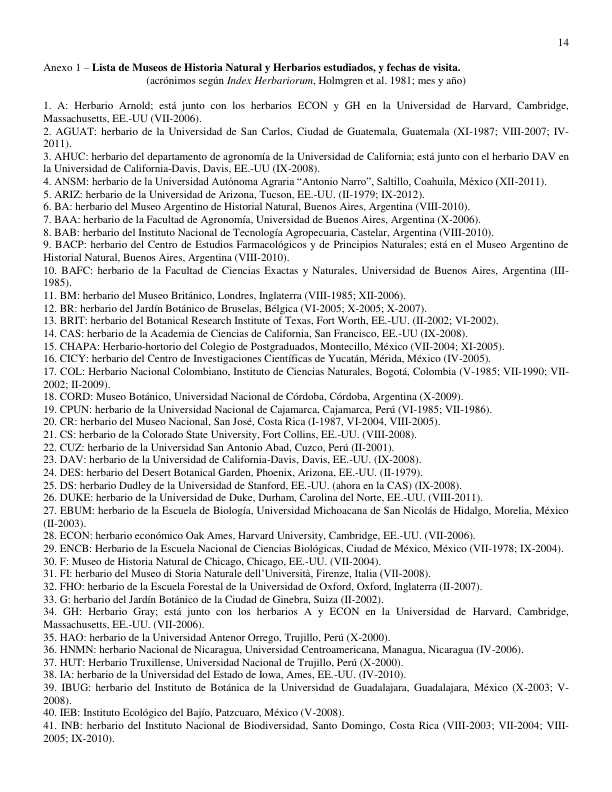 14
Anexo 1 – Lista de Museos de Historia Natural y Herbarios estudiados, y fechas de visita.
(acrónimos según Index Herbariorum, Holmgren et al. 1981; mes y año)
1. A: Herbario Arnold; está junto con los herbarios ECON y GH en la Universidad de Harvard, Cambridge,
Massachusetts, EE.-UU (VII-2006).
2. AGUAT: herbario de la Universidad de San Carlos, Ciudad de Guatemala, Guatemala (XI-1987; VIII-2007; IV-
2011).
3. AHUC: herbario del departamento de agronomía de la Universidad de California; está junto con el herbario DAV en
la Universidad de California-Davis, Davis, EE.-UU (IX-2008).
4. ANSM: herbario de la Universidad Autónoma Agraria “Antonio Narro”, Saltillo, Coahuila, México (XII-2011).
5. ARIZ: herbario de la Universidad de Arizona, Tucson, EE.-UU. (II-1979; IX-2012).
6. BA: herbario del Museo Argentino de Historial Natural, Buenos Aires, Argentina (VIII-2010).
7. BAA: herbario de la Facultad de Agronomía, Universidad de Buenos Aires, Argentina (X-2006).
8. BAB: herbario del Instituto Nacional de Tecnología Agropecuaria, Castelar, Argentina (VIII-2010).
9. BACP: herbario del Centro de Estudios Farmacológicos y de Principios Naturales; está en el Museo Argentino de
Historial Natural, Buenos Aires, Argentina (VIII-2010).
10. BAFC: herbario de la Facultad de Ciencias Exactas y Naturales, Universidad de Buenos Aires, Argentina (III-
1985).
11. BM: herbario del Museo Británico, Londres, Inglaterra (VIII-1985; XII-2006).
12. BR: herbario del Jardín Botánico de Bruselas, Bélgica (VI-2005; X-2005; X-2007).
13. BRIT: herbario del Botanical Research Institute of Texas, Fort Worth, EE.-UU. (II-2002; VI-2002).
14. CAS: herbario de la Academia de Ciencias de California, San Francisco, EE.-UU (IX-2008).
15. CHAPA: Herbario-hortorio del Colegio de Postgraduados, Montecillo, México (VII-2004; XI-2005).
16. CICY: herbario del Centro de Investigaciones Científicas de Yucatán, Mérida, México (IV-2005).
17. COL: Herbario Nacional Colombiano, Instituto de Ciencias Naturales, Bogotá, Colombia (V-1985; VII-1990; VII-
2002; II-2009).
18. CORD: Museo Botánico, Universidad Nacional de Córdoba, Córdoba, Argentina (X-2009).
19. CPUN: herbario de la Universidad Nacional de Cajamarca, Cajamarca, Perú (VI-1985; VII-1986).
20. CR: herbario del Museo Nacional, San José, Costa Rica (I-1987, VI-2004, VIII-2005).
21. CS: herbario de la Colorado State University, Fort Collins, EE.-UU. (VIII-2008).
22. CUZ: herbario de la Universidad San Antonio Abad, Cuzco, Perú (II-2001).
23. DAV: herbario de la Universidad de California-Davis, Davis, EE.-UU. (IX-2008).
24. DES: herbario del Desert Botanical Garden, Phoenix, Arizona, EE.-UU. (II-1979).
25. DS: herbario Dudley de la Universidad de Stanford, EE.-UU. (ahora en la CAS) (IX-2008).
26. DUKE: herbario de la Universidad de Duke, Durham, Carolina del Norte, EE.-UU. (VIII-2011).
27. EBUM: herbario de la Escuela de Biología, Universidad Michoacana de San Nicolás de Hidalgo, Morelia, México
(II-2003).
28. ECON: herbario económico Oak Ames, Harvard University, Cambridge, EE.-UU. (VII-2006).
29. ENCB: Herbario de la Escuela Nacional de Ciencias Biológicas, Ciudad de México, México (VII-1978; IX-2004).
30. F: Museo de Historia Natural de Chicago, Chicago, EE.-UU. (VII-2004).
31. FI: herbario del Museo di Storia Naturale dell’Università, Firenze, Italia (VII-2008).
32. FHO: herbario de la Escuela Forestal de la Universidad de Oxford, Oxford, Inglaterra (II-2007).
33. G: herbario del Jardín Botánico de la Ciudad de Ginebra, Suiza (II-2002).
34. GH: Herbario Gray; está junto con los herbarios A y ECON en la Universidad de Harvard, Cambridge,
Massachusetts, EE.-UU. (VII-2006).
35. HAO: herbario de la Universidad Antenor Orrego, Trujillo, Perú (X-2000).
36. HNMN: herbario Nacional de Nicaragua, Universidad Centroamericana, Managua, Nicaragua (IV-2006).
37. HUT: Herbario Truxillense, Universidad Nacional de Trujillo, Perú (X-2000).
38. IA: herbario de la Universidad del Estado de Iowa, Ames, EE.-UU. (IV-2010).
39. IBUG: herbario del Instituto de Botánica de la Universidad de Guadalajara, Guadalajara, México (X-2003; V-
2008).
40. IEB: Instituto Ecológico del Bajío, Patzcuaro, México (V-2008).
41. INB: herbario del Instituto Nacional de Biodiversidad, Santo Domingo, Costa Rica (VIII-2003; VII-2004; VIII-
2005; IX-2010).